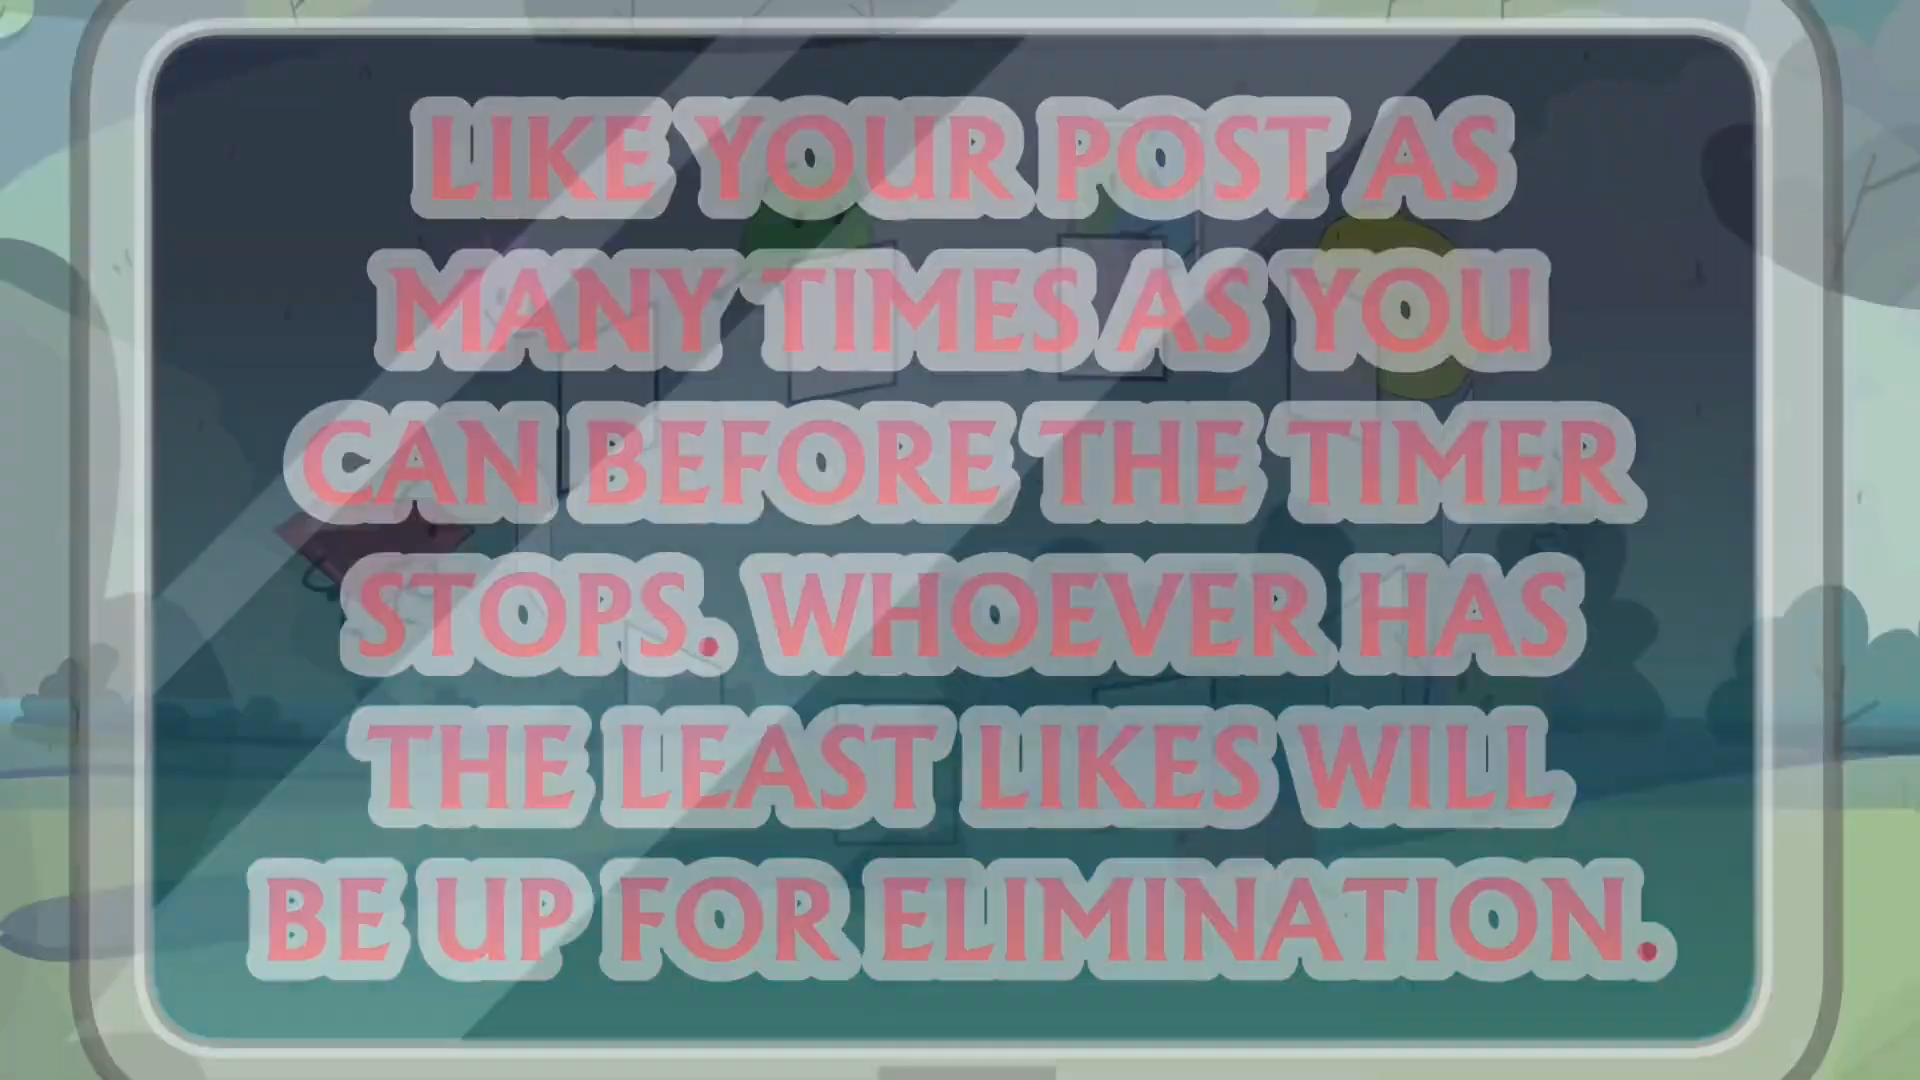 LIKE YOUR POST AS
MANY TIMES AS YOU
CAN BEFORE THE TIMER
STOPS. WHOEVER HAS
THE LEAST LIKES WILL
BE UP FOR ELIMINATION.